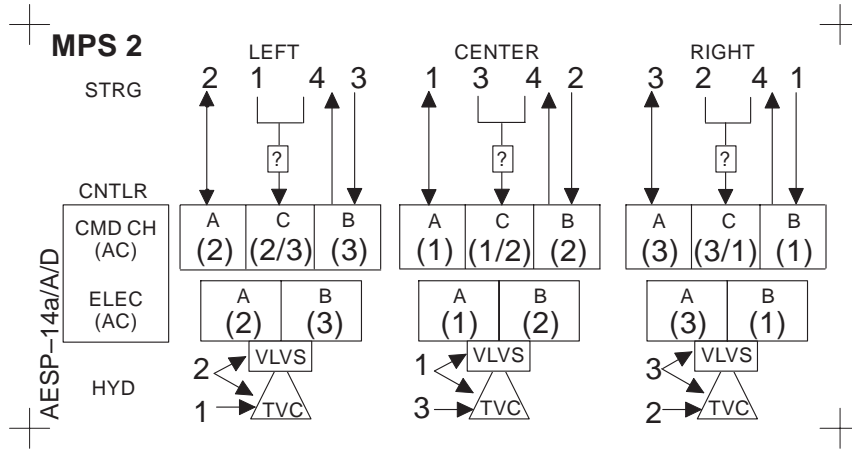 MPS 2
LEFT CENTER RIGHT
STRG 2 1 4 3 1 3 4 2 3 2 4 1
? ? ?
CNTLR
CMD CH (AC) A (2) C (2/3) B (3) A (1) C (1/2) B (2) A (3) C (3/1) B (1)
ELEC (AC) A (2) B (3) A (1) B (2) A (3) B (1)
VLVS VLVS VLVS
2 1 3
HYD
1 TVC 3 TVC 2 TVC
AESP–14a/A/D